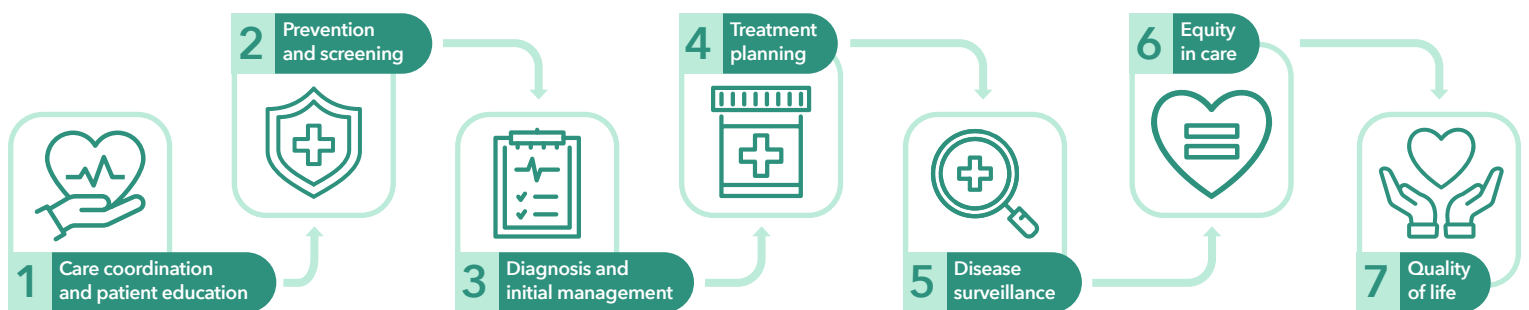 1
Care coordination
and patient education
2
Prevention
and screening
3
Diagnosis and
initial management
4
Treatment
planning
5
Disease
surveillance
6
Equity
in care
7
Quality
of life